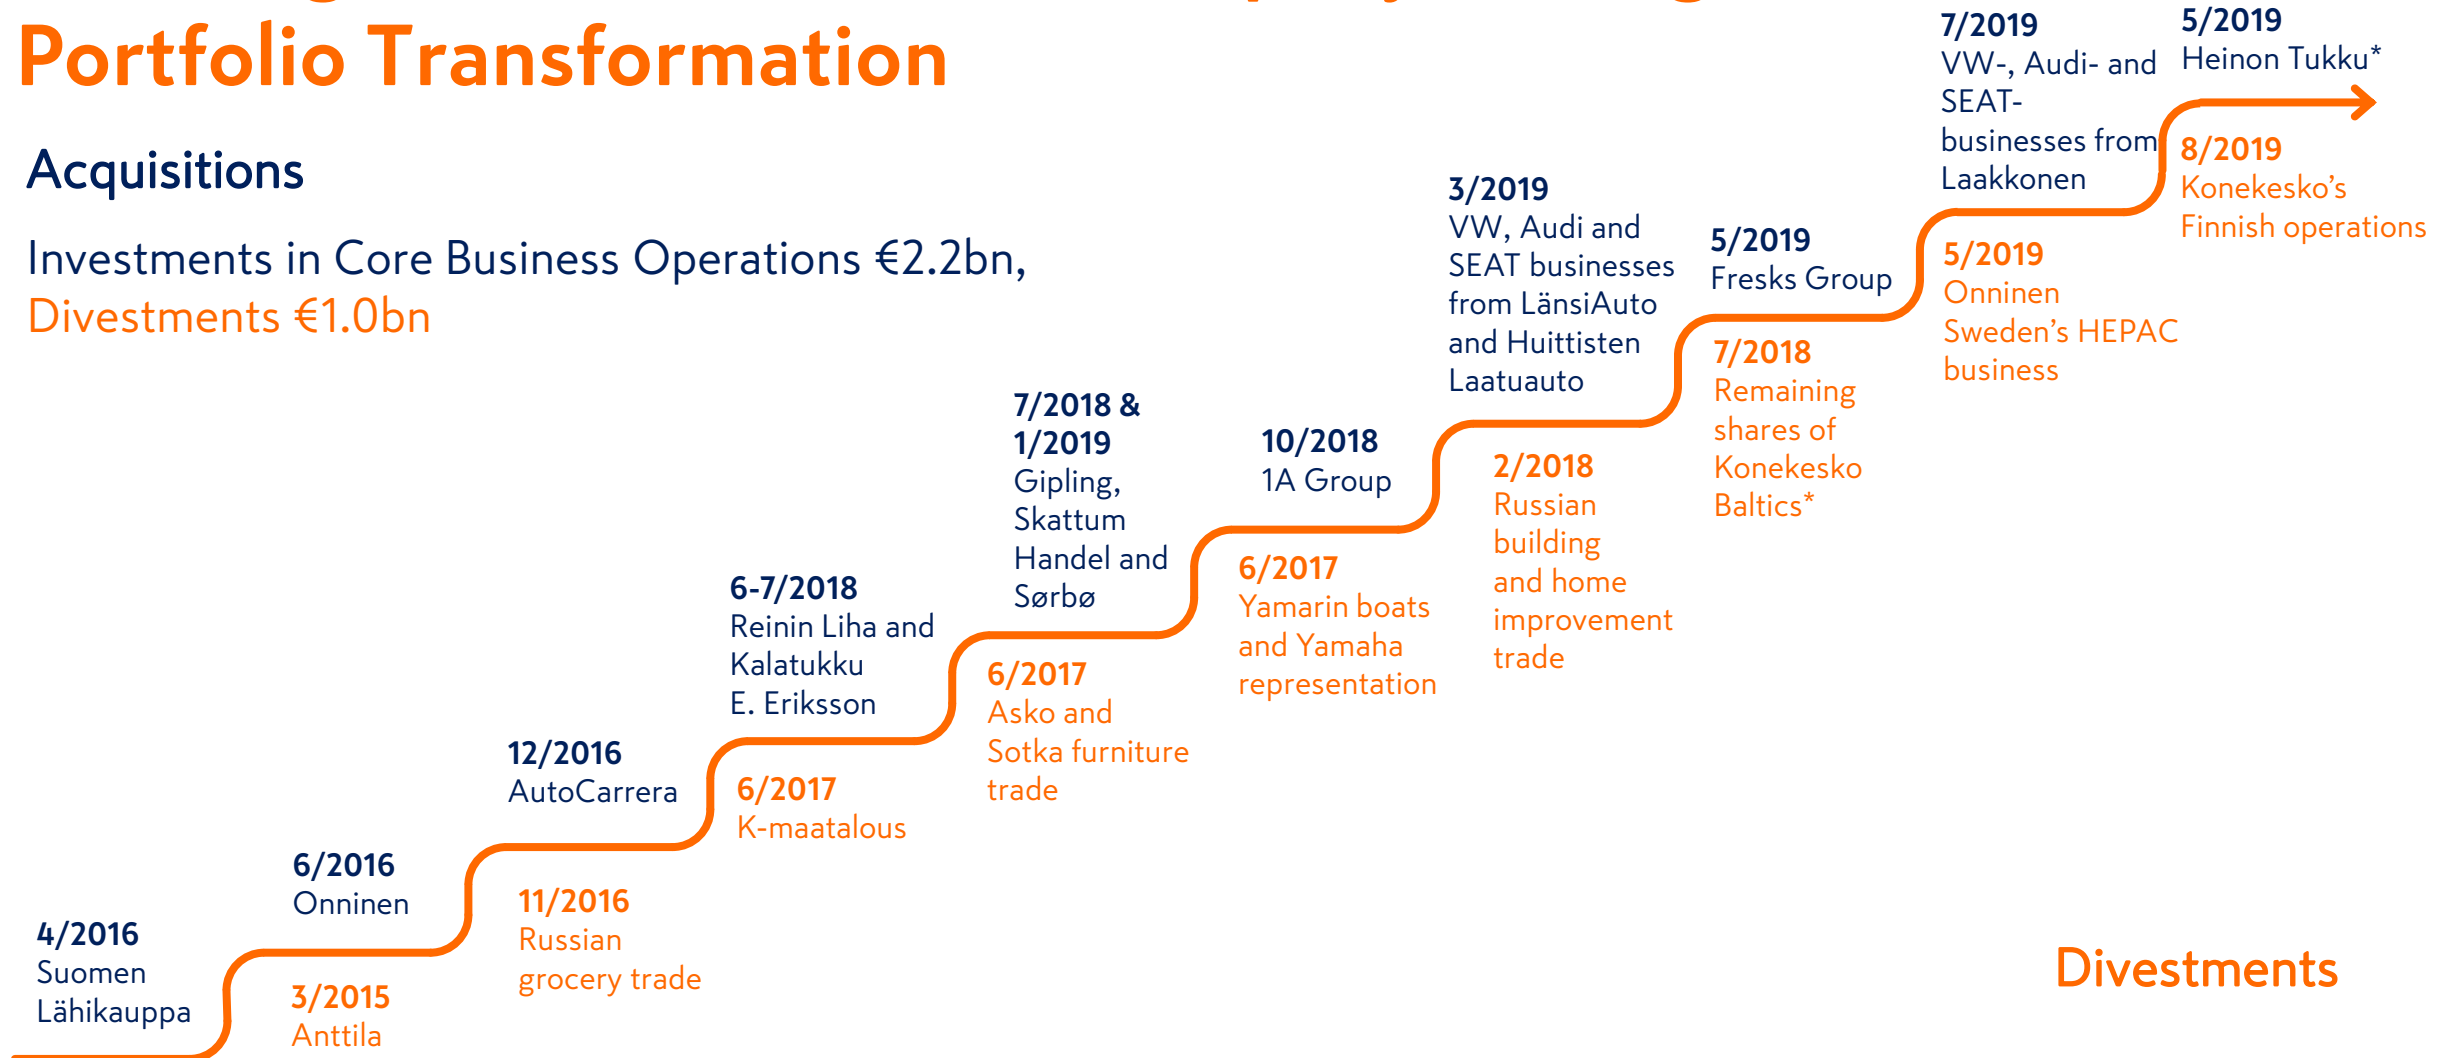 Portfolio Transformation
Acquisitions
Investments in Core Business Operations €2.2bn,
Divestments €1.0bn
4/2016
Suomen
Lähikauppa
6/2016
Onninen
12/2016
AutoCarrera
6-7/2018
Reinin Liha and
Kalatukku
E. Eriksson
7/2018 &
1/2019
Gipling,
Skattum
Handel and
Sørbø
10/2018
1A Group
3/2019
VW, Audi and
SEAT businesses
from LänsiAuto
and Huittisten
Laatuauto
5/2019
Fresks Group
7/2019
VW-, Audi- and
SEAT-
businesses from
Laakkonen
5/2019
Heinon Tukku*
3/2015
Anttila
11/2016
Russian
grocery trade
6/2017
K-maatalous
6/2017
Asko and
Sotka furniture
trade
6/2017
Yamarin boats
and Yamaha
representation
2/2018
Russian
building
and home
improvement
trade
7/2018
Remaining
shares of
Konekesko
Baltics*
5/2019
Onninen
Sweden’s HEPAC
business
8/2019
Konekesko’s
Finnish operations
Divestments